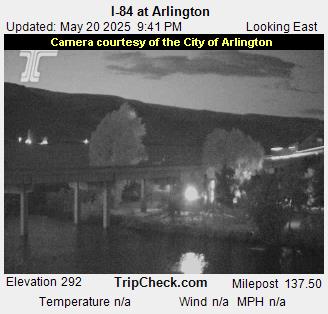 I-84 at Arlington
Updated: May 20 2025 9:41 PM Looking East
Camera courtesy of the City of Arlington
Elevation 292 TripCheck.com Milepost 137.50
Temperature n/a Wind n/a MPH n/a